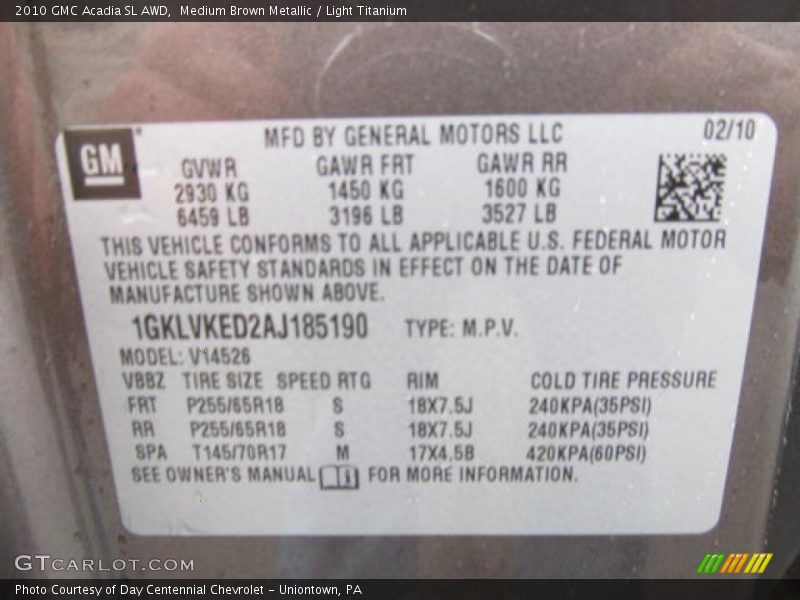 2010 GMC Acadia SL AWD, Medium Brown Metallic / Light Titanium
MFD BY GENERAL MOTORS LLC 02/10
GM
GVWR GAWR FRT GAWR RR
2930 KG 1450 KG 1600 KG
6459 LB 3196 LB 3527 LB
THIS VEHICLE CONFORMS TO ALL APPLICABLE U.S. FEDERAL MOTOR
VEHICLE SAFETY STANDARDS IN EFFECT ON THE DATE OF
MANUFACTURE SHOWN ABOVE.
1GKLVKED2AJ185190 TYPE: M.P.V.
MODEL: V14526
VBBZ TIRE SIZE SPEED RTG RIM COLD TIRE PRESSURE
FRT P255/65R18 S 18X7.5J 240KPA(35PSI)
RR P255/65R18 S 18X7.5J 240KPA(35PSI)
SPA T145/70R17 M 17X4.5B 420KPA(60PSI)
SEE OWNER'S MANUAL FOR MORE INFORMATION.
GTCARLOT.COM
Photo Courtesy of Day Centennial Chevrolet - Uniontown, PA